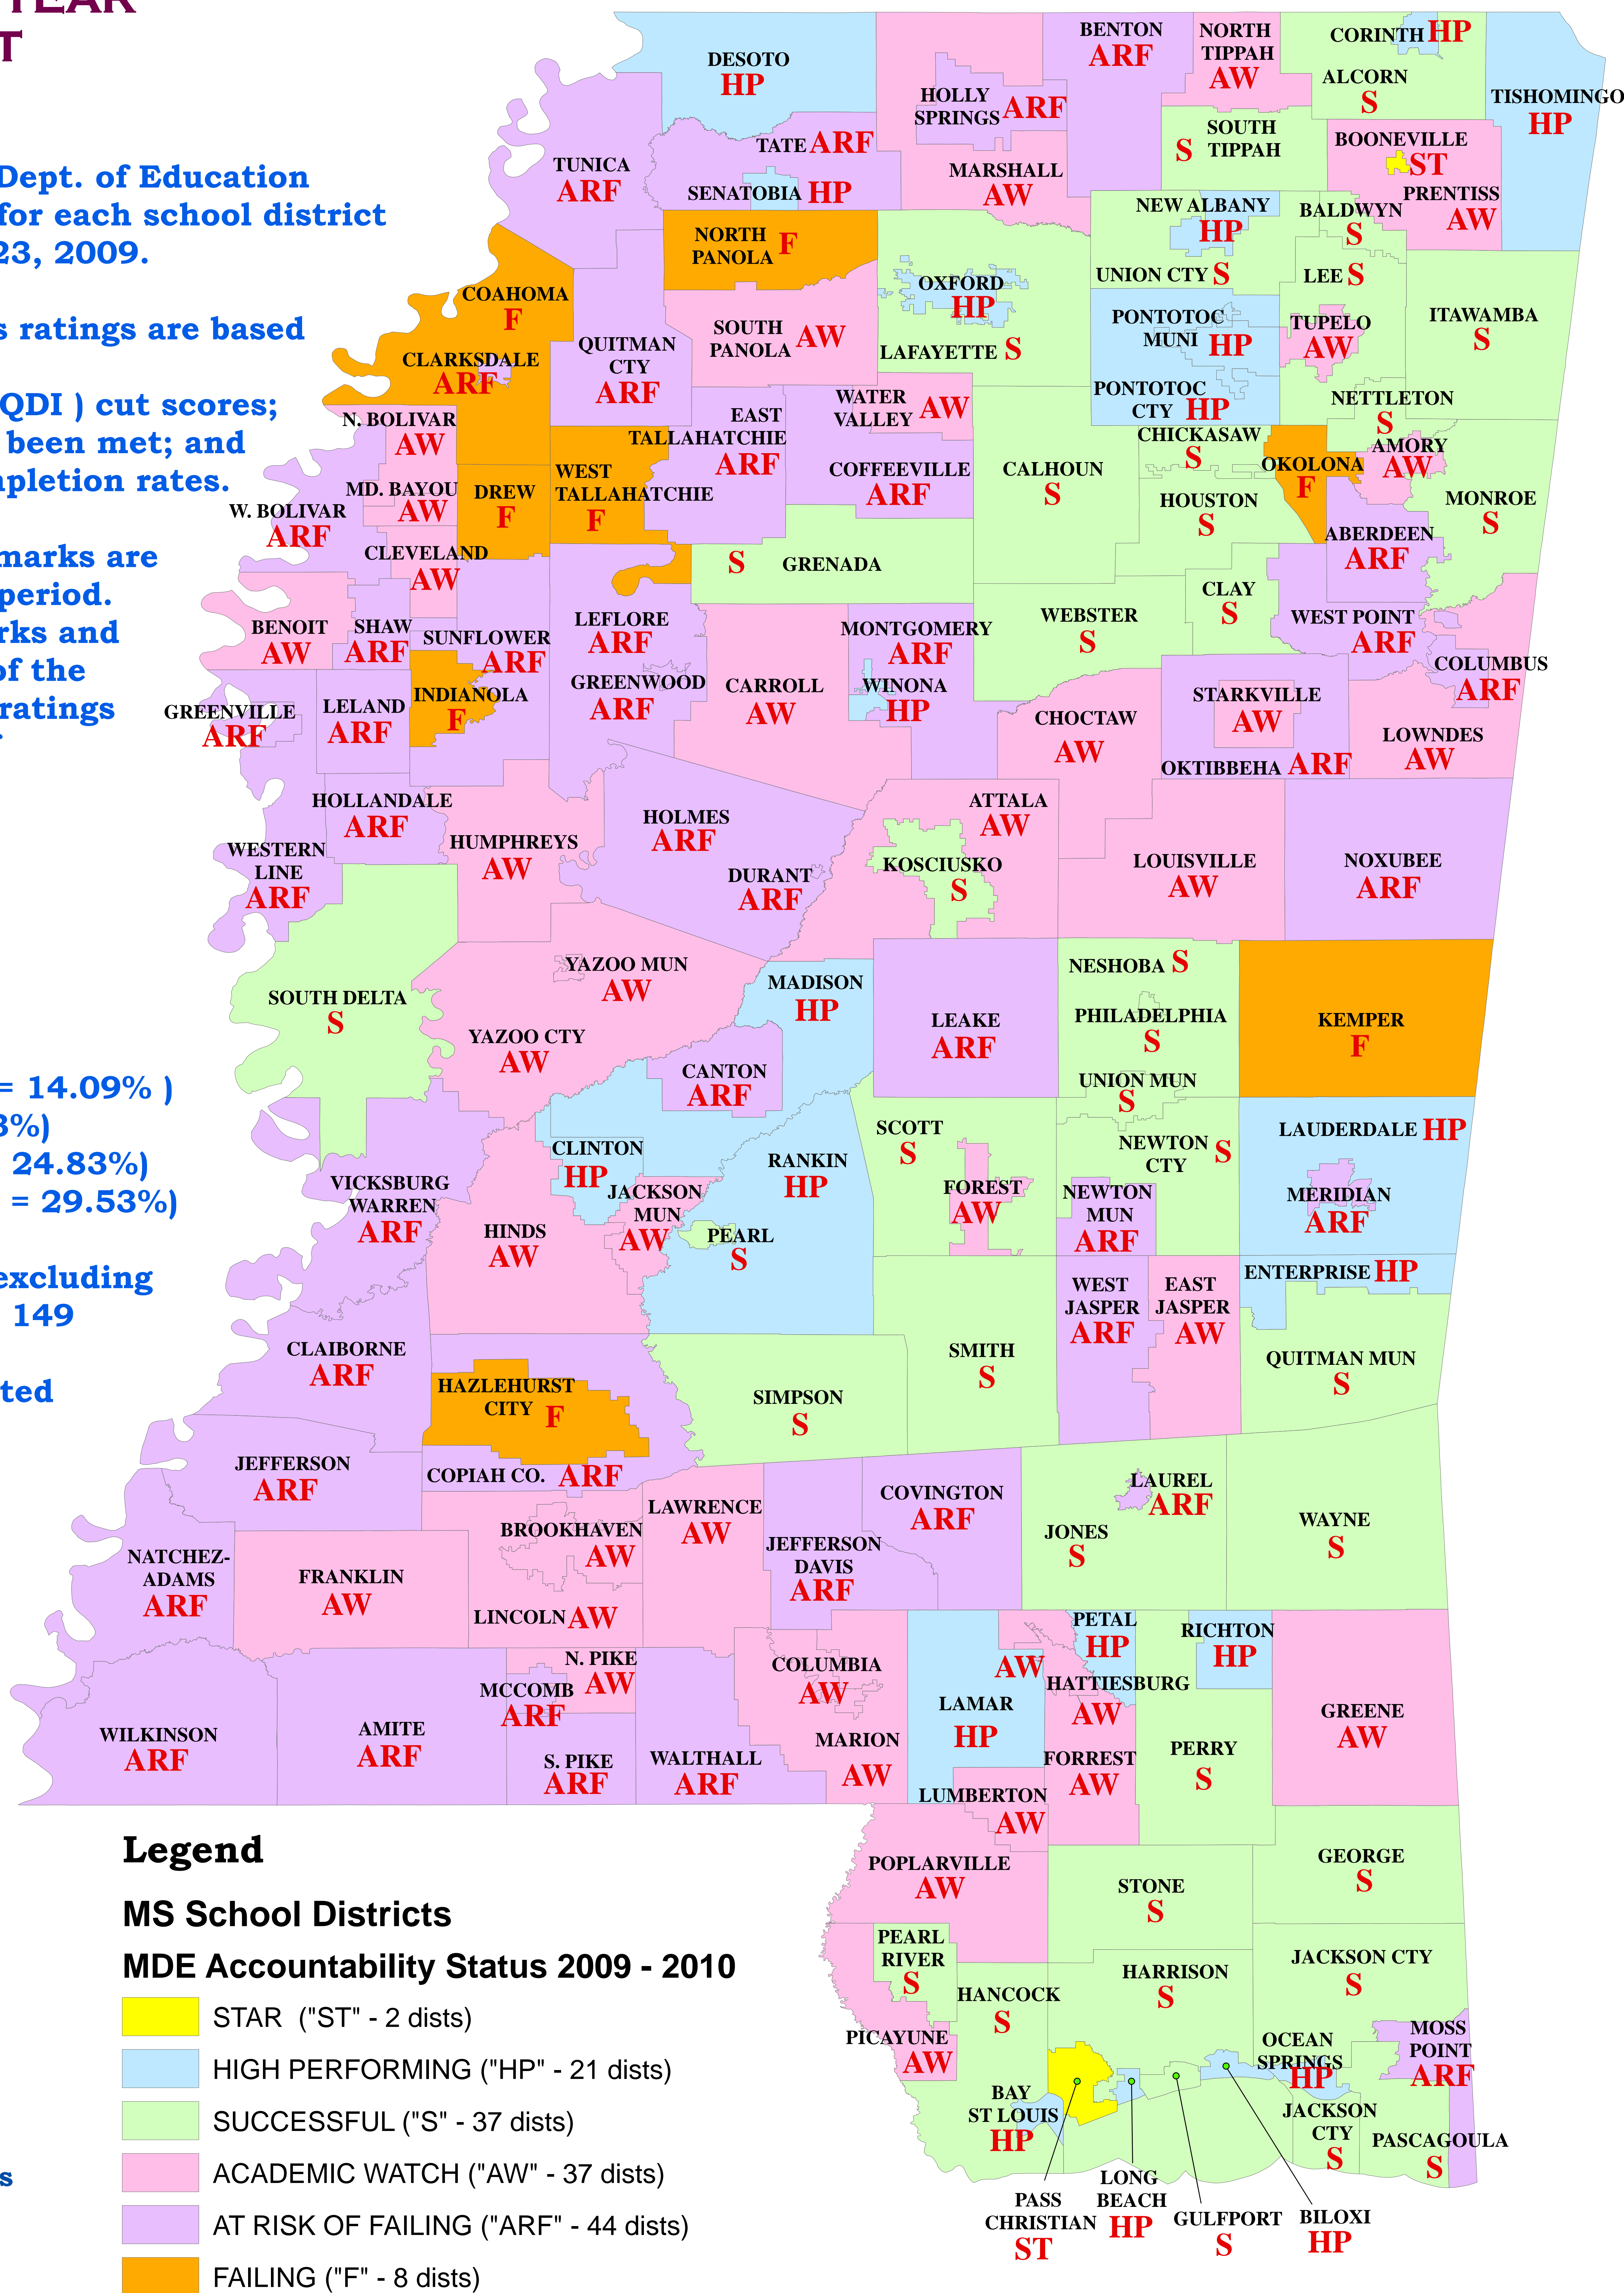 YEAR
T
Dept. of Education
for each school district
23, 2009.
s ratings are based
QDI ) cut scores;
been met; and
mpletion rates.
marks are
period.
rks and
of the
ratings
= 14.09% )
3%)
24.83%)
= 29.53%)
excluding
149
ted
s
DESOTO
HP
BENTON
ARF
NORTH
TIPPAH
AW
CORINTH HP
ALCORN
S
TISHOMINGO
HP
HOLLY
SPRINGS ARF
TATE ARF
SENATOBIA HP
TUNICA
ARF
MARSHALL
AW
S SOUTH
TIPPAH
BOONEVILLE
ST
PRENTISS
AW
NEW ALBANY
HP
BALDWYN
S
UNION CTY S
LEE S
NORTH
PANOLA F
COAHOMA
F
OXFORD
HP
SOUTH
PANOLA AW
LAFAYETTE S
PONTOTOC
MUNI HP
TUPELO
AW
ITAWAMBA
S
CLARKSDALE
ARF
QUITMAN
CTY
ARF
PONTOTOC
CTY HP
NETTLETON
S
N. BOLIVAR
AW
EAST
TALLAHATCHIE
ARF
WATER
VALLEY AW
CHICKASAW
S
AMORY
AW
OKOLONA
F
COFFEEVILLE
ARF
CALHOUN
S
W. BOLIVAR
ARF
MD. BAYOU
AW
DREW
F
WEST
TALLAHATCHIE
F
HOUSTON
S
MONROE
S
ABERDEEN
ARF
CLEVELAND
AW
S GRENADA
CLAY
S
BENOIT
AW
SHAW
ARF
SUNFLOWER
ARF
LEFLORE
ARF
MONTGOMERY
ARF
WEBSTER
S
WEST POINT
ARF
COLUMBUS
ARF
GREENVILLE
ARF
LELAND
ARF
INDIANOLA
F
GREENWOOD
ARF
CARROLL
AW
WINONA
HP
CHOCTAW
AW
STARKVILLE
AW
LOWNDES
AW
OKTIBBEHA ARF
HOLLANDALE
ARF
HUMPHREYS
AW
HOLMES
ARF
ATTALA
AW
WESTERN
LINE
ARF
DURANT
ARF
KOSCIUSKO
S
LOUISVILLE
AW
NOXUBEE
ARF
SOUTH DELTA
S
YAZOO MUN
AW
YAZOO CTY
AW
MADISON
HP
LEAKE
ARF
NESHOBA S
PHILADELPHIA
S
UNION MUN
S
KEMPER
F
CANTON
ARF
CLINTON
HP
RANKIN
HP
SCOTT
S
NEWTON
CTY S
LAUDERDALE HP
VICKSBURG
WARREN
ARF
HINDS
AW
JACKSON
MUN
AW
PEARL
S
FOREST
AW
NEWTON
MUN
ARF
MERIDIAN
ARF
CLAIBORNE
ARF
HAZLEHURST
CITY F
SIMPSON
S
SMITH
S
WEST
JASPER
ARF
EAST
JASPER
AW
ENTERPRISE HP
QUITMAN MUN
S
JEFFERSON
ARF
COPIAH CO. ARF
LAWRENCE
AW
COVINGTON
ARF
LAUREL
ARF
JONES
S
WAYNE
S
NATCHEZ-
ADAMS
ARF
FRANKLIN
AW
BROOKHAVEN
AW
LINCOLN AW
JEFFERSON
DAVIS
ARF
WILKINSON
ARF
AMITE
ARF
N. PIKE
AW
MCCOMB
ARF
S. PIKE
ARF
WALTHALL
ARF
COLUMBIA
AW
MARION
AW
LAMAR
HP
AW
PETAL
HP
HATTIESBURG
AW
RICHTON
HP
PERRY
S
GREENE
AW
FORREST
AW
LUMBERTON
AW
POPLARVILLE
AW
STONE
S
GEORGE
S
PEARL
RIVER
S
HANCOCK
S
HARRISON
S
JACKSON CTY
S
PICAYUNE
AW
OCEAN
SPRINGS
HP
MOSS
POINT
ARF
BAY
ST LOUIS
HP
JACKSON
CTY
S
PASCAGOULA
S
PASS
CHRISTIAN
ST
LONG
BEACH
HP
GULFPORT
S
BILOXI
HP
Legend
MS School Districts
MDE Accountability Status 2009 - 2010
STAR ("ST" - 2 dists)
HIGH PERFORMING ("HP" - 21 dists)
SUCCESSFUL ("S" - 37 dists)
ACADEMIC WATCH ("AW" - 37 dists)
AT RISK OF FAILING ("ARF" - 44 dists)
FAILING ("F" - 8 dists)